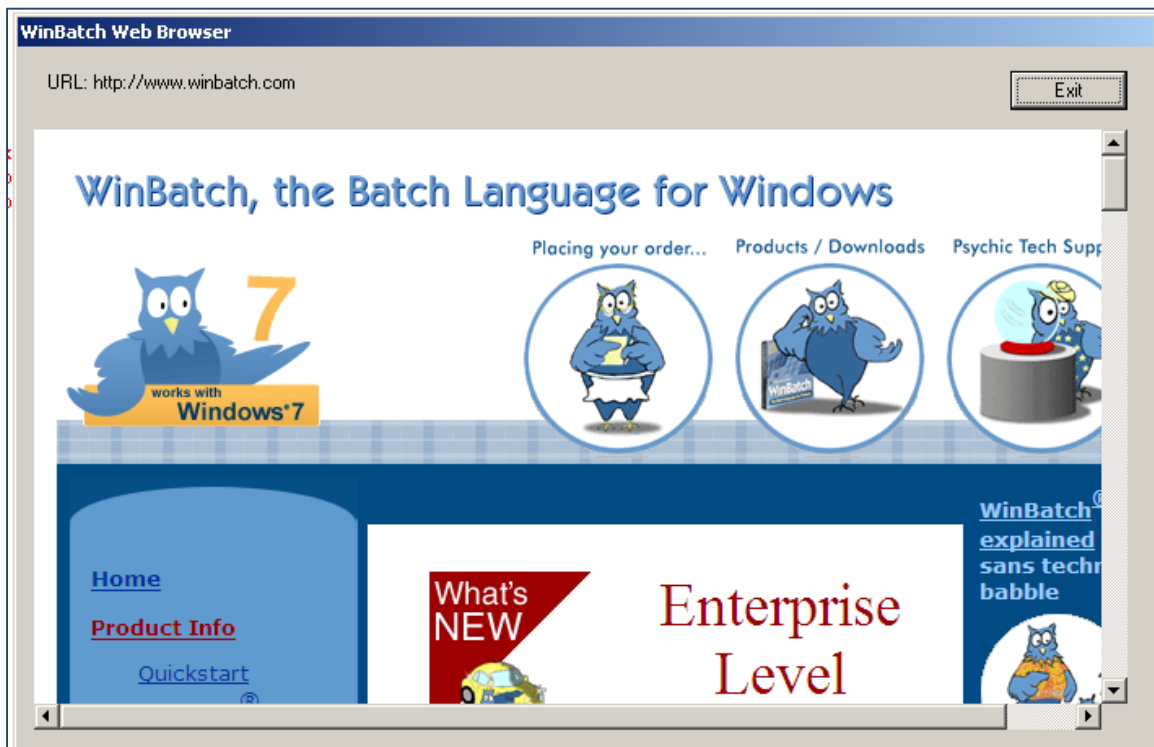 WinBatch Web Browser
URL: http://www.winbatch.com
Exit
WinBatch, the Batch Language for Windows
Placing your order...
Products / Downloads
Psychic Tech Supp
7
works with
Windows®7
WinBatch
WinBatch®
explained
sans techn
babble
Home
Product Info
Quickstart
®
What's
NEW
Enterprise
Level